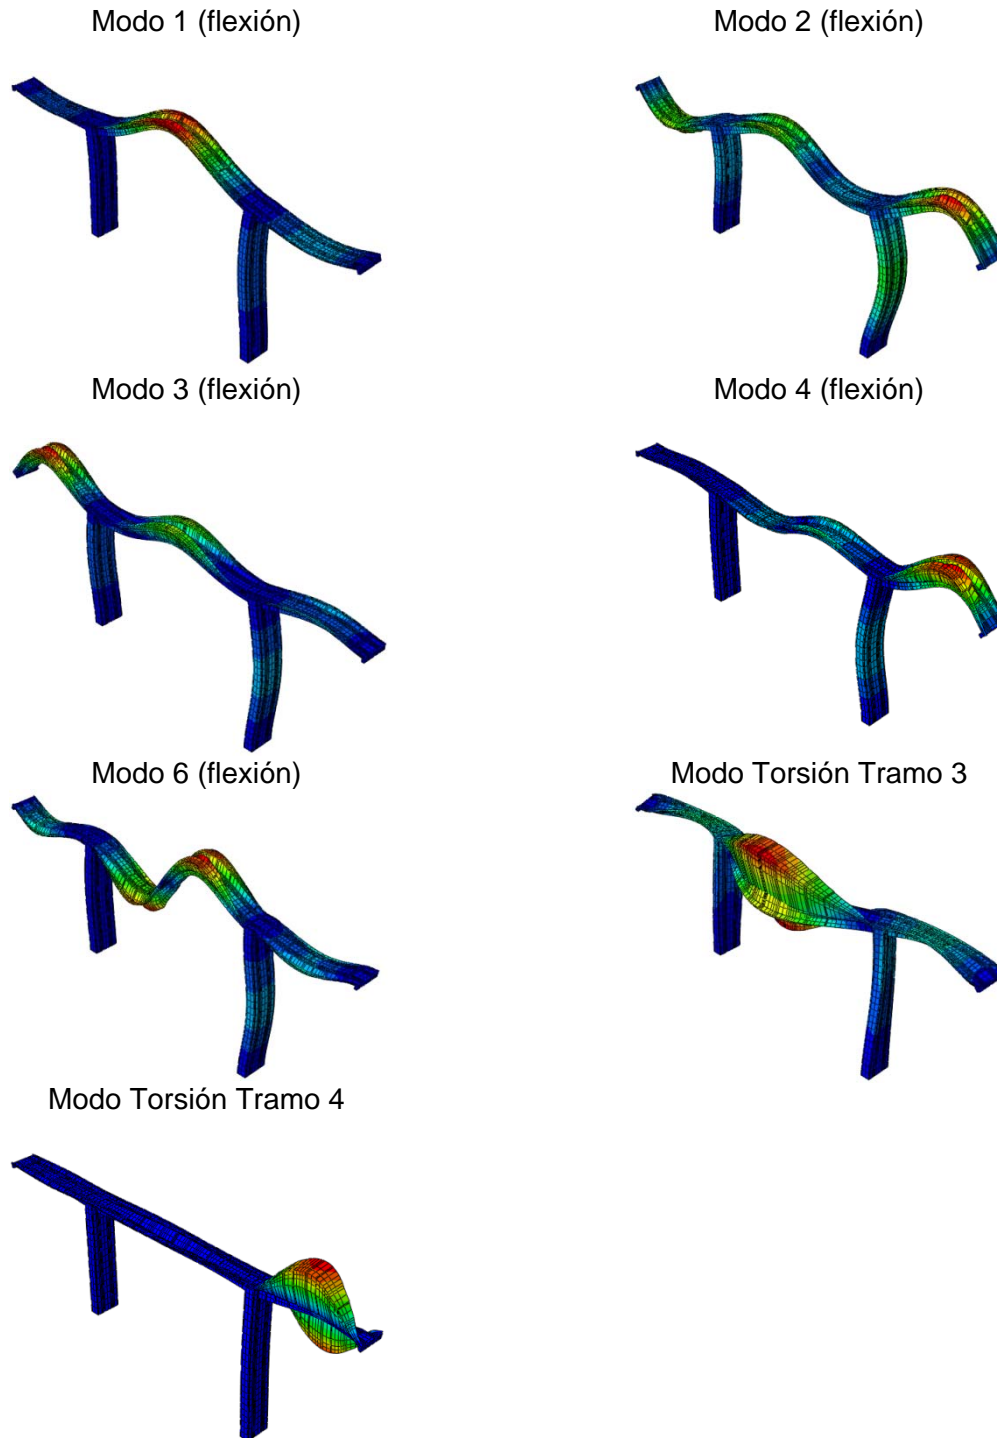 Modo 1 (flexión)
Modo 2 (flexión)
Modo 3 (flexión)
Modo 4 (flexión)
Modo 6 (flexión)
Modo Torsión Tramo 3
Modo Torsión Tramo 4